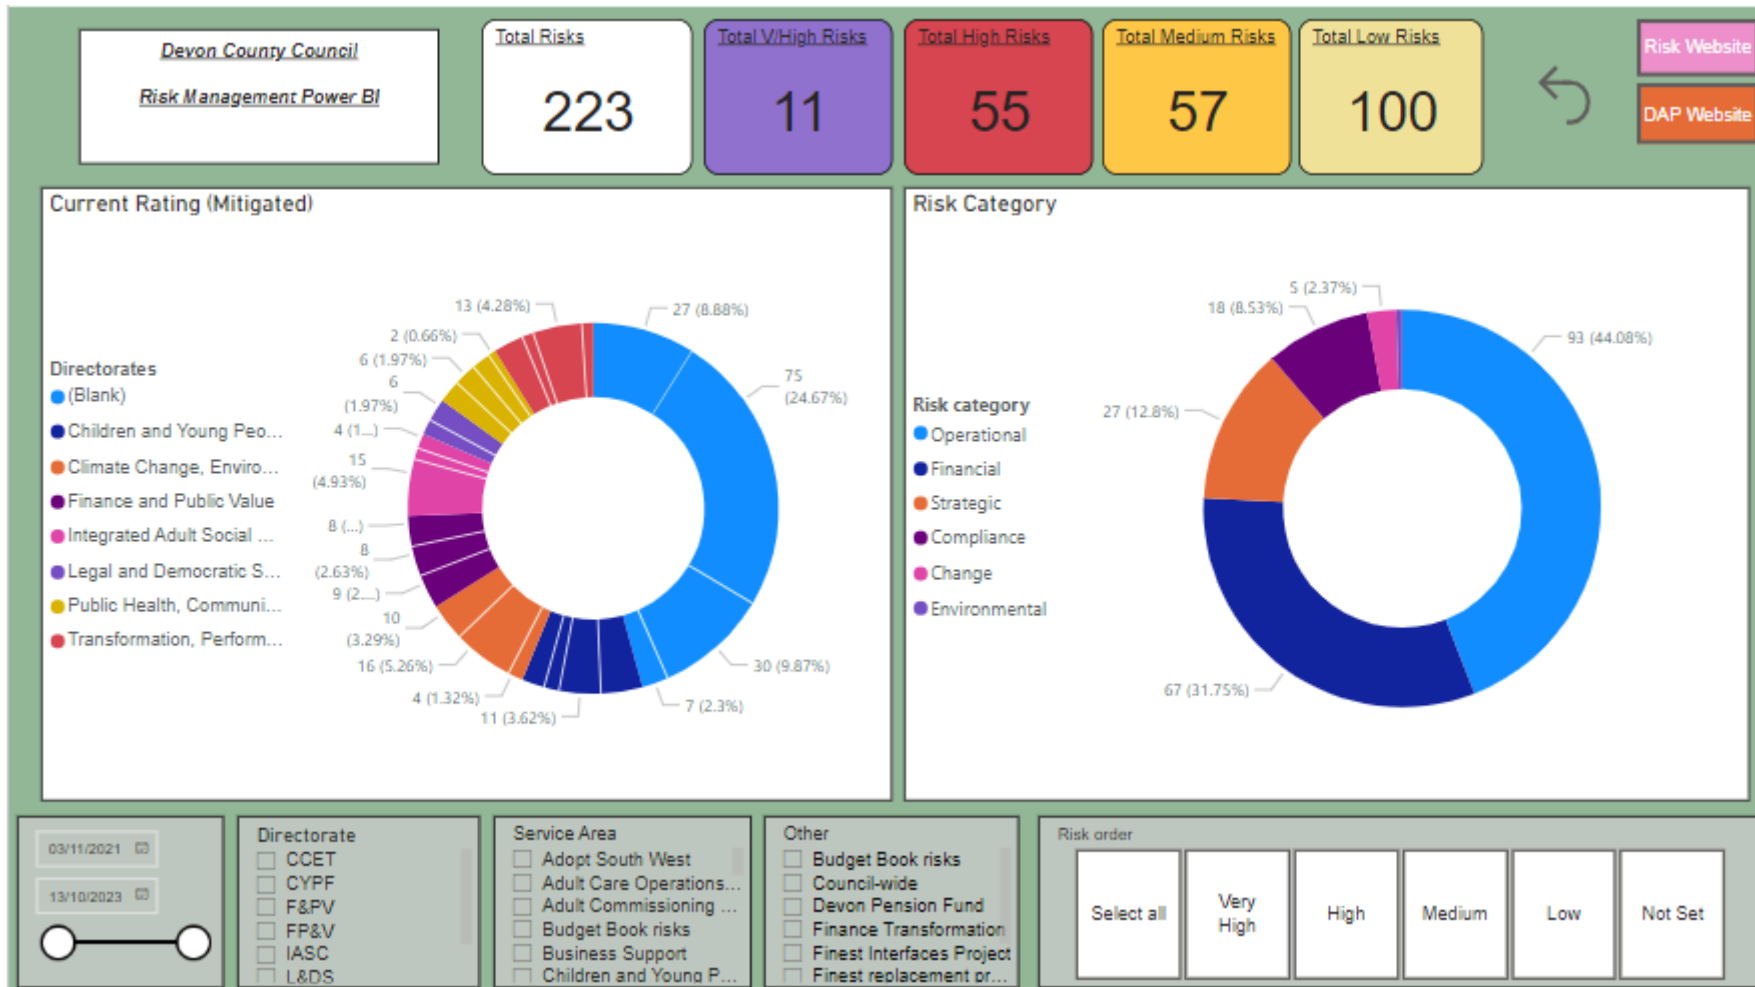 Devon County Council
Risk Management Power BI
Total Risks
223
Total V/High Risks
11
Total High Risks
55
Total Medium Risks
57
Total Low Risks
100
Risk Website
DAP Website
Current Rating (Mitigated)
Directorates
(Blank)
Children and Young Peo...
Climate Change, Enviro...
Finance and Public Value
Integrated Adult Social ...
Legal and Democratic S...
Public Health, Communi...
Transformation, Perform...
13 (4.28%)
2 (0.66%)
6 (1.97%)
6
(1.97%)
4 (1...)
15
(4.93%)
8 (...)
8
(2.63%)
9 (2....)
10
(3.29%)
16 (5.26%)
4 (1.32%)
11 (3.62%)
7 (2.3%)
30 (9.87%)
75
(24.67%)
27 (8.88%)
Risk Category
Risk category
Operational
Financial
Strategic
Compliance
Change
Environmental
5 (2.37%)
18 (8.53%)
27 (12.8%)
67 (31.75%)
93 (44.08%)
03/11/2021
13/10/2023
Directorate
CCET
CYPF
F&PV
FP&V
IASC
L&DS
Service Area
Adopt South West
Adult Care Operations...
Adult Commissioning ...
Budget Book risks
Business Support
Children and Young P...
Other
Budget Book risks
Council-wide
Devon Pension Fund
Finance Transformation
Finest Interfaces Project
Finest replacement pr...
Risk order
Select all
Very
High
High
Medium
Low
Not Set